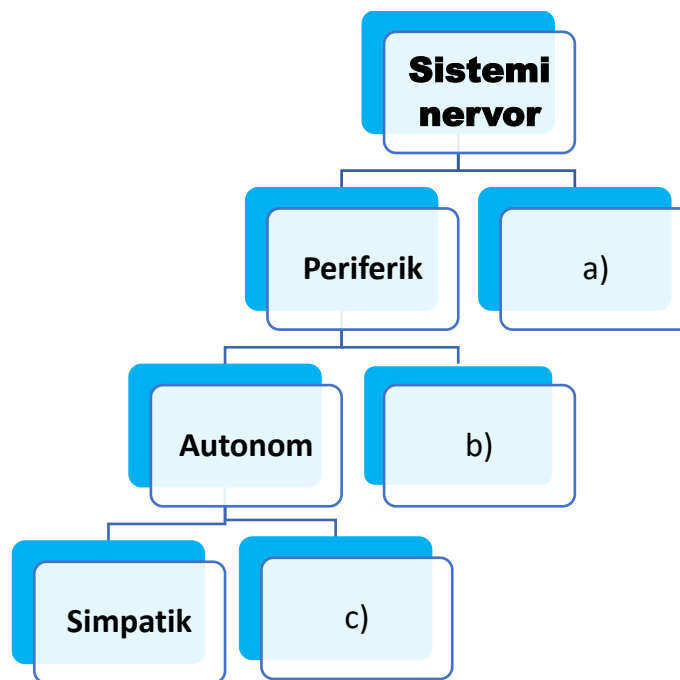 Sistemi
nervor
Periferik
a)
Autonom
b)
Simpatik
c)